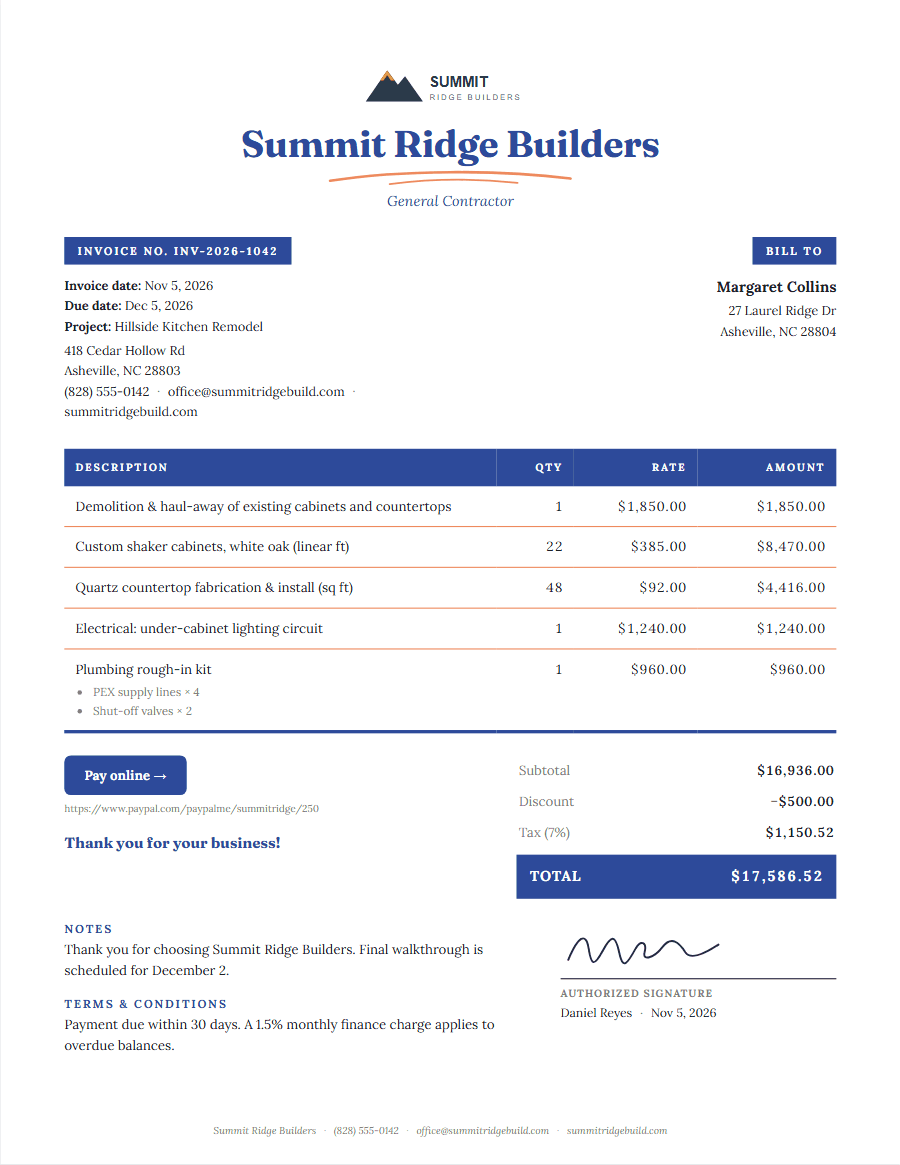 SUMMIT
RIDGE BUILDERS
Summit Ridge Builders
General Contractor
INVOICE NO. INV-2026-1042
Invoice date: Nov 5, 2026
Due date: Dec 5, 2026
Project: Hillside Kitchen Remodel
418 Cedar Hollow Rd
Asheville, NC 28803
(828) 555-0142 · office@summitridgebuild.com ·
summitridgebuild.com
BILL TO
Margaret Collins
27 Laurel Ridge Dr
Asheville, NC 28804
DESCRIPTION QTY RATE AMOUNT
Demolition & haul-away of existing cabinets and countertops 1 $1,850.00 $1,850.00
Custom shaker cabinets, white oak (linear ft) 22 $385.00 $8,470.00
Quartz countertop fabrication & install (sq ft) 48 $92.00 $4,416.00
Electrical: under-cabinet lighting circuit 1 $1,240.00 $1,240.00
Plumbing rough-in kit 1 $960.00 $960.00
• PEX supply lines × 4
• Shut-off valves × 2
Pay online →
https://www.paypal.com/paypalme/summitridge/250
Thank you for your business!
Subtotal $16,936.00
Discount −$500.00
Tax (7%) $1,150.52
TOTAL $17,586.52
NOTES
Thank you for choosing Summit Ridge Builders. Final walkthrough is
scheduled for December 2.
TERMS & CONDITIONS
Payment due within 30 days. A 1.5% monthly finance charge applies to
overdue balances.
AUTHORIZED SIGNATURE
Daniel Reyes · Nov 5, 2026
Summit Ridge Builders · (828) 555-0142 · office@summitridgebuild.com · summitridgebuild.com